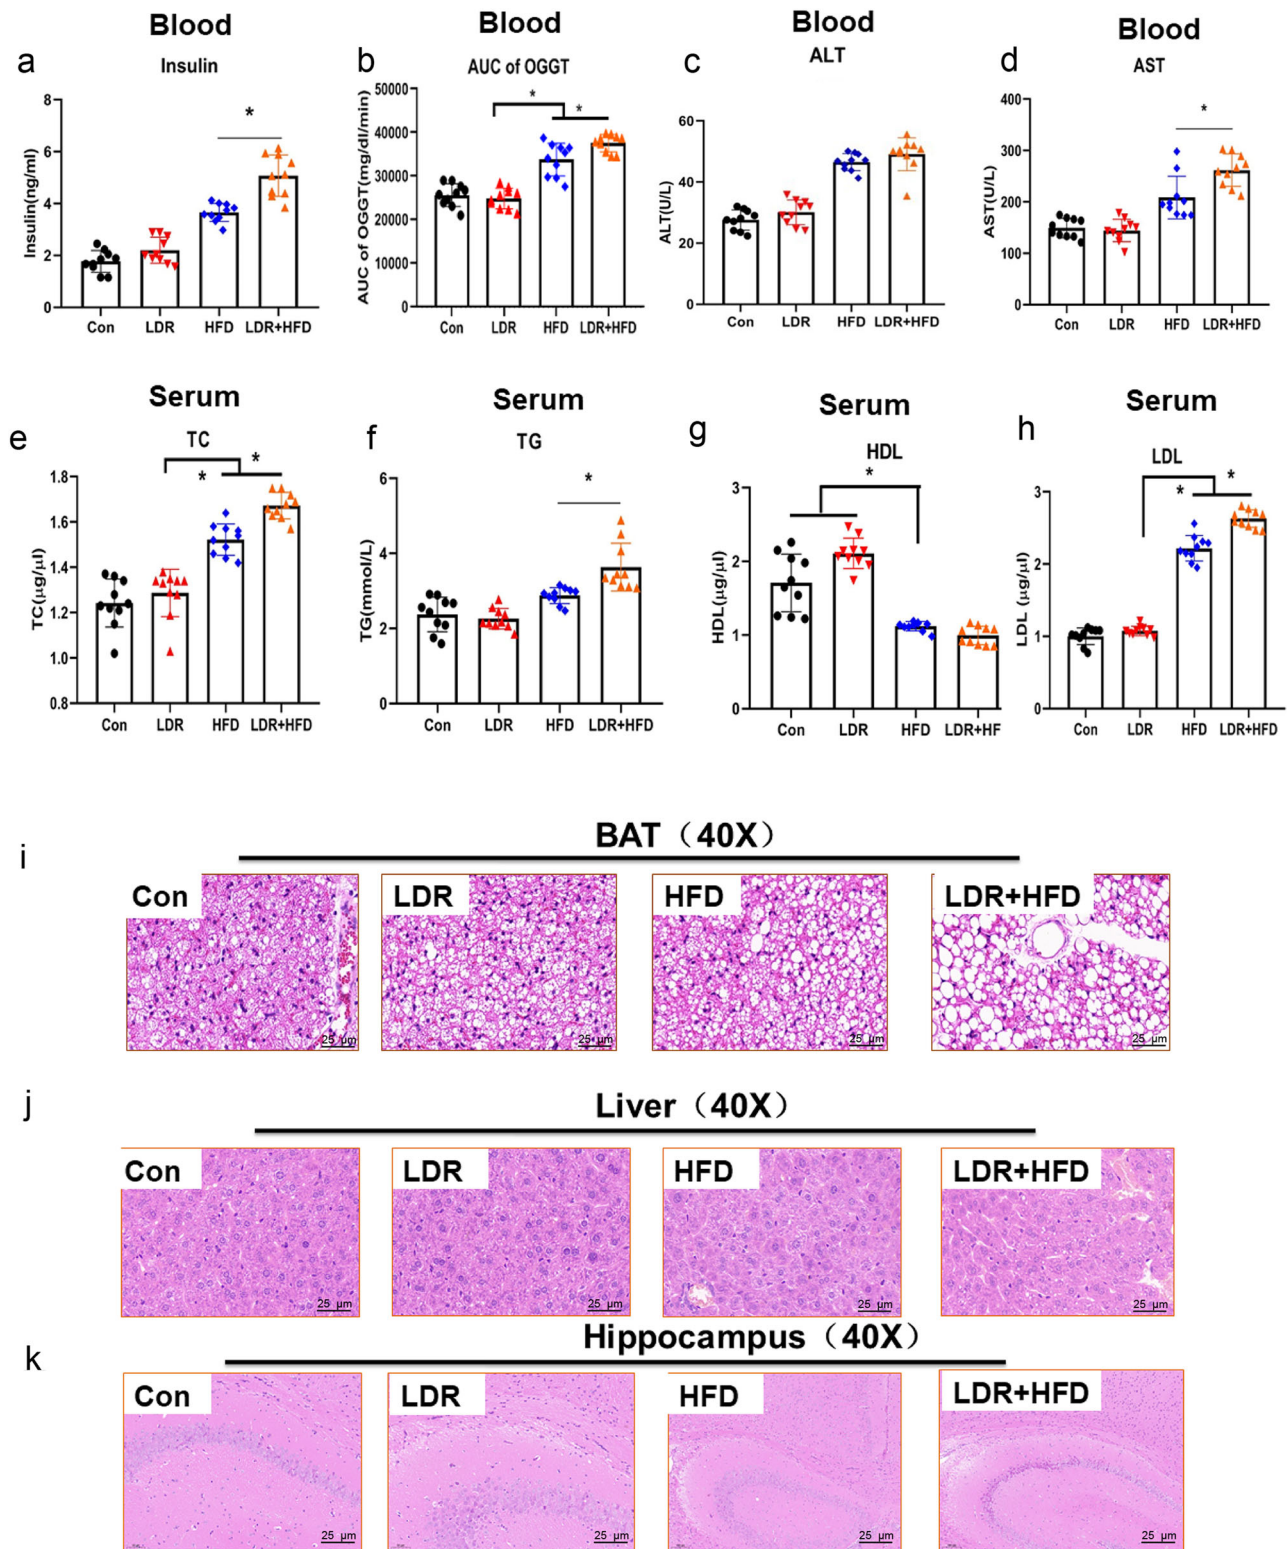 Blood
Blood
Blood
Blood
a
Insulin
b
AUC of OGGT
c
ALT
d
AST
Insulin(ng/ml)
8
6
4
2
0
*
Con
LDR
HFD
LDR+HFD
AUC of OGGT(mg/dl/min)
50000
40000
30000
20000
10000
0
*
*
Con
LDR
HFD
LDR+HFD
ALT(U/L)
60
40
20
0
Con
LDR
HFD
LDR+HFD
AST(U/L)
400
300
200
100
0
*
Con
LDR
HFD
LDR+HFD
Serum
Serum
Serum
Serum
e
TC
f
TG
g
HDL
h
LDL
TC(μg/μl)
1.8
1.6
1.4
1.2
1.0
0.8
*
*
Con
LDR
HFD
LDR+HFD
TG(mmol/L)
6
4
2
0
*
Con
LDR
HFD
LDR+HFD
HDL(μg/μl)
3
2
1
0
*
Con
LDR
HFD
LDR+HF
LDL (μg/μl)
3
2
1
0
*
*
Con
LDR
HFD
LDR+HFD
i
BAT（40X）
Con
LDR
HFD
LDR+HFD
25 μm
25 μm
25 μm
25 μm
j
Liver（40X）
Con
LDR
HFD
LDR+HFD
25 μm
25 μm
25 μm
25 μm
k
Hippocampus（40X）
Con
LDR
HFD
LDR+HFD
25 μm
25 μm
25 μm
25 μm